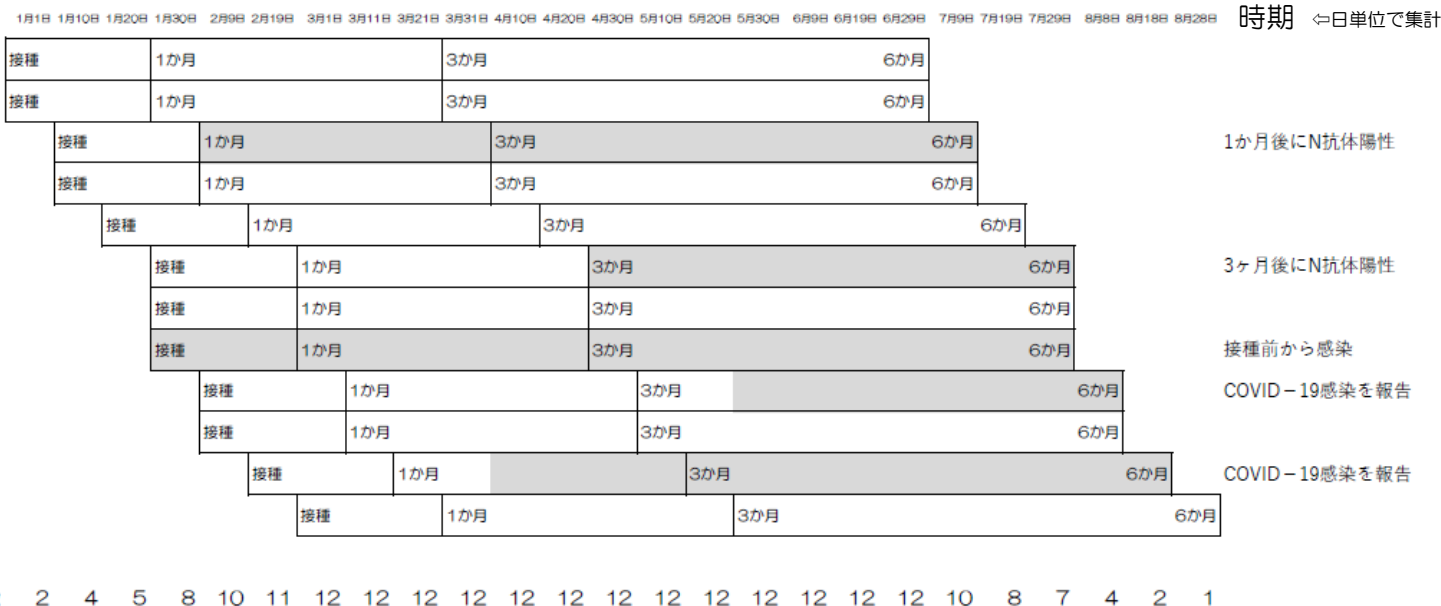 1月1日 1月10日 1月20日 1月30日 2月9日 2月19日 3月1日 3月11日 3月21日 3月31日 4月10日 4月20日 4月30日 5月10日 5月20日 5月30日 6月9日 6月19日 6月29日 7月9日 7月19日 7月29日 8月8日 8月18日 8月28日 時期 ⇦日単位で集計
接種 1か月 3か月 6か月
接種 1か月 3か月 6か月
接種 1か月 3か月 6か月 1か月後にN抗体陽性
接種 1か月 3か月 6か月
接種 1か月 3か月 6か月
接種 1か月 3か月 6か月 3ヶ月後にN抗体陽性
接種 1か月 3か月 6か月
接種 1か月 3か月 6か月 接種前から感染
接種 1か月 3か月 6か月 COVID－19感染を報告
接種 1か月 3か月 6か月
接種 1か月 3か月 6か月 COVID－19感染を報告
接種 1か月 3か月 6か月
2 4 5 8 10 11 12 12 12 12 12 12 12 12 12 12 12 12 12 10 8 7 4 2 1